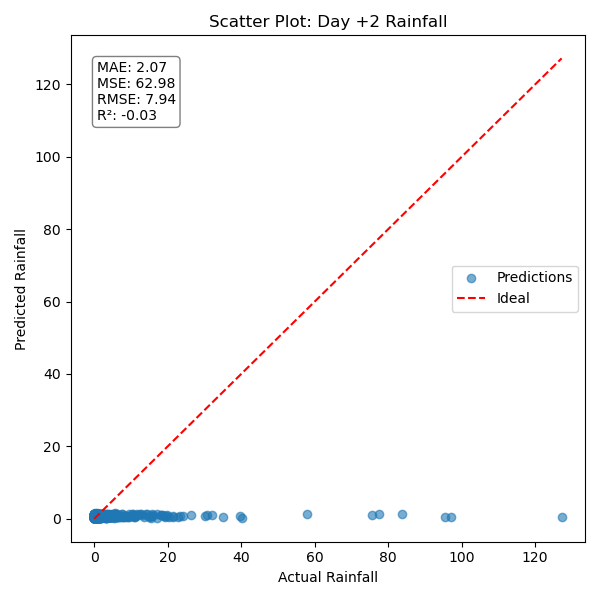 Scatter Plot: Day +2 Rainfall
MAE: 2.07
MSE: 62.98
RMSE: 7.94
R²: -0.03
120
100
80
60
40
20
0
Predicted Rainfall
Predictions
Ideal
0 20 40 60 80 100 120
Actual Rainfall